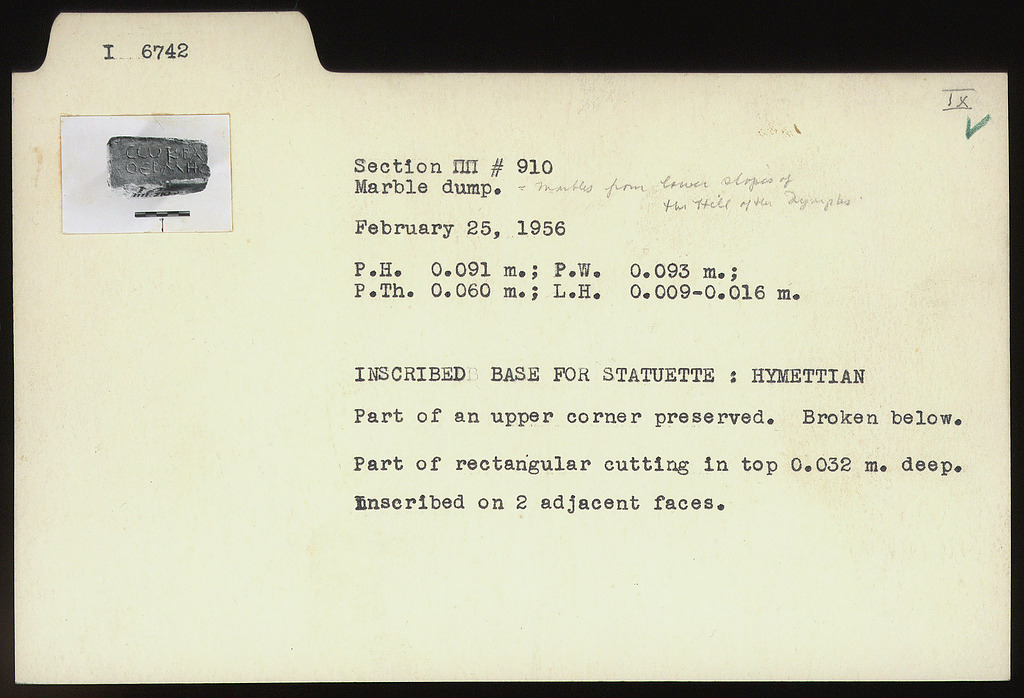 I 6742
IX
Section ΠΠ # 910
Marble dump. = marbles from lower slopes of
the Hill of the Nymphs.
February 25, 1956
P.H. 0.091 m.; P.W. 0.093 m.;
P.Th. 0.060 m.; L.H. 0.009-0.016 m.
INSCRIBED BASE FOR STATUETTE : HYMETTIAN
Part of an upper corner preserved. Broken below.
Part of rectangular cutting in top 0.032 m. deep.
Inscribed on 2 adjacent faces.